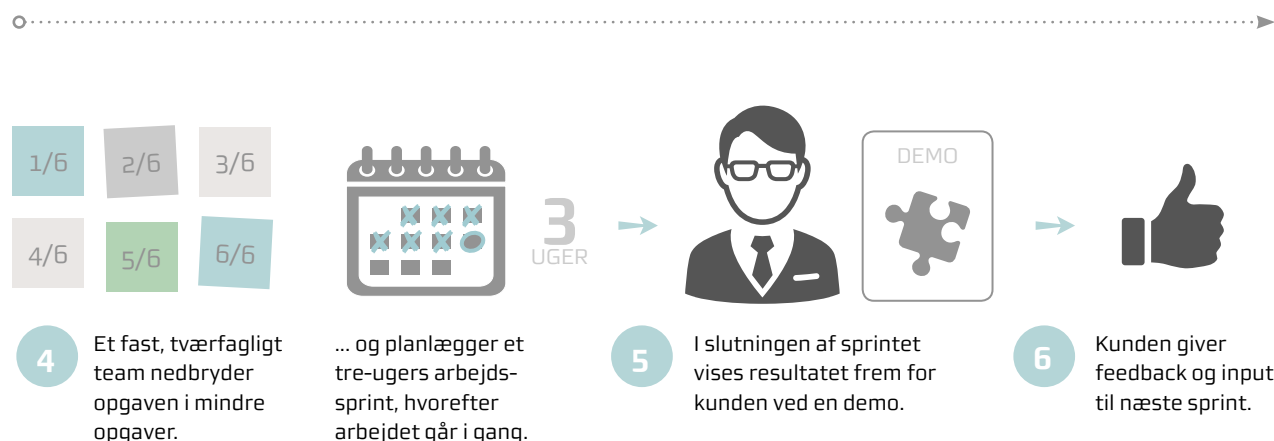 1/6
2/6
3/6
4/6
5/6
6/6
3
UGER
DEMO
4
Et fast, tværfagligt
team nedbryder
opgaven i mindre
opgaver.
... og planlægger et
tre-ugers arbejds-
sprint, hvorefter
arbejdet går i gang.
5
I slutningen af sprintet
vises resultatet frem for
kunden ved en demo.
6
Kunden giver
feedback og input
til næste sprint.